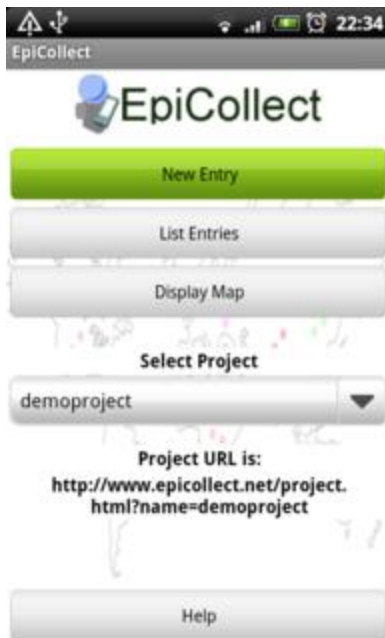 22:34
EpiCollect
EpiCollect
New Entry
List Entries
Display Map
Select Project
demoproject
Project URL is:
http://www.epicollect.net/project.
html?name=demoproject
Help